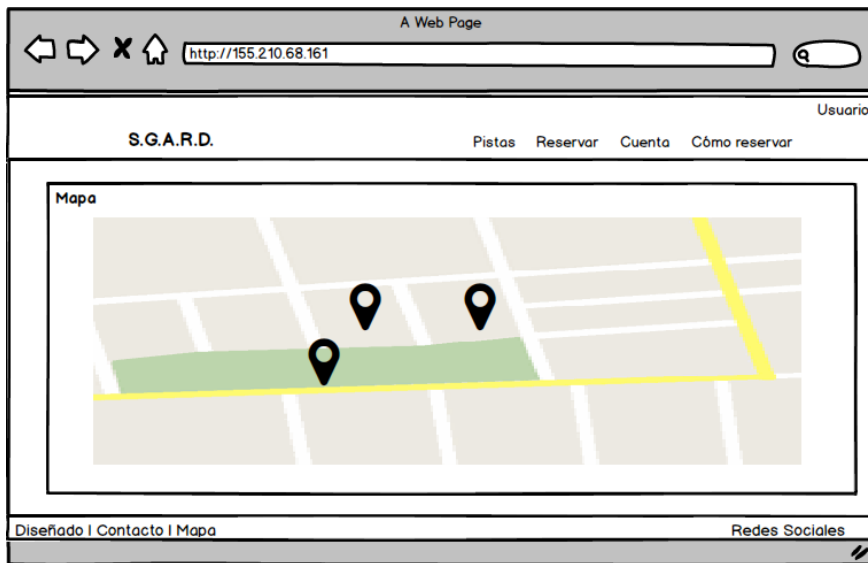 A Web Page
http://155.210.68.161
Usuario
S.G.A.R.D.
Pistas Reservar Cuenta Cómo reservar
Mapa
Diseñado | Contacto | Mapa
Redes Sociales